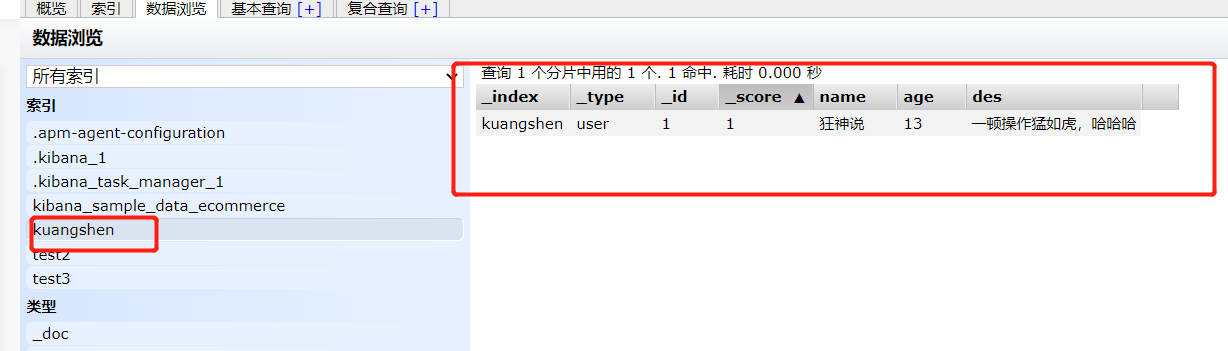 概览 索引 数据浏览 基本查询 [+] 复合查询 [+]
数据浏览
所有索引
索引
.apm-agent-configuration
.kibana_1
.kibana_task_manager_1
kibana_sample_data_ecommerce
kuangshen
test2
test3
类型
_doc
查询 1 个分片中用的 1 个. 1 命中. 耗时 0.000 秒
_index _type _id _score ▲ name age des
kuangshen user 1 1 狂神说 13 一顿操作猛如虎，哈哈哈